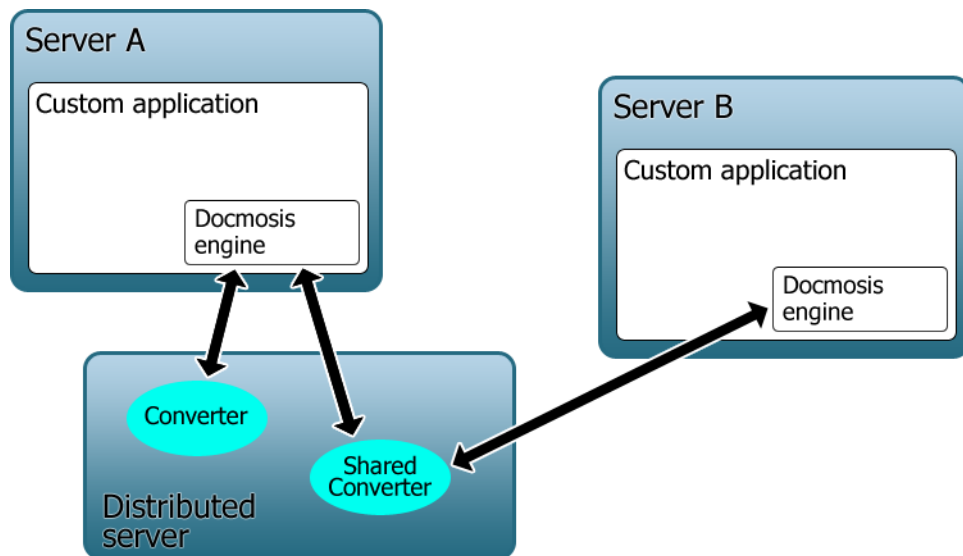 Server A
Custom application
Docmosis
engine
Server B
Custom application
Docmosis
engine
Converter
Shared
Converter
Distributed
server